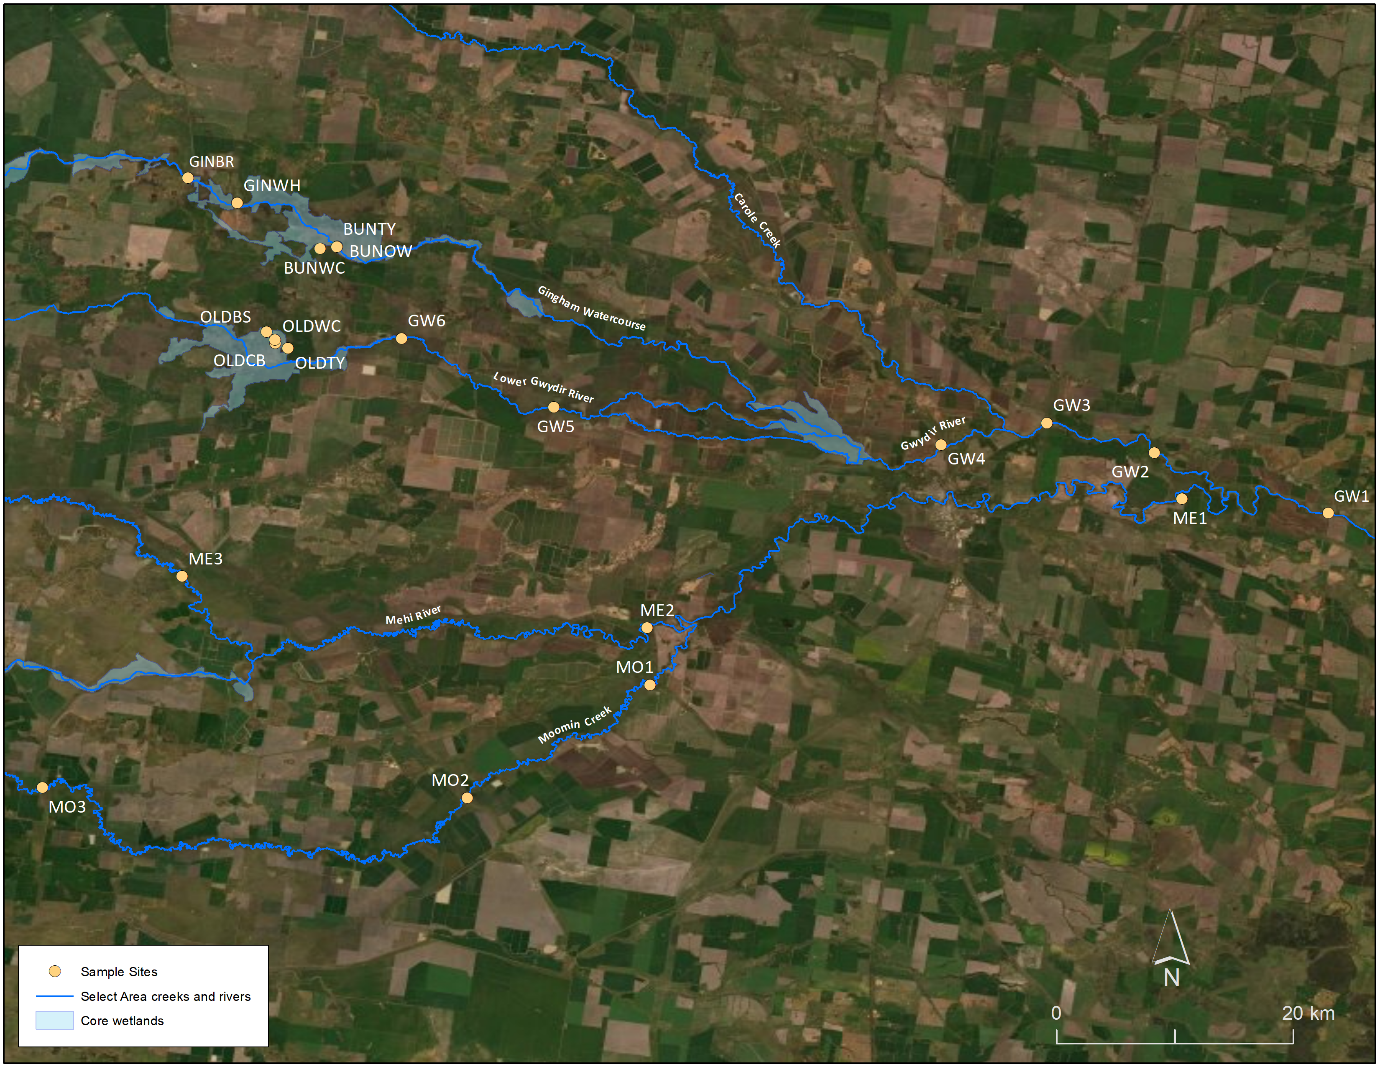 GINBR
GINWH
BUNTY
BUNOW
BUNWC
Carole Creek
Gingham Watercourse
OLDBS
OLDWC
GW6
OLDCB
OLDTY
Lower Gwydir River
GW5
GW3
Gwydir River
GW4
GW2
GW1
ME1
ME3
Mehi River
ME2
MO1
Moomin Creek
MO2
MO3
Sample Sites
Select Area creeks and rivers
Core wetlands
N
0 20 km